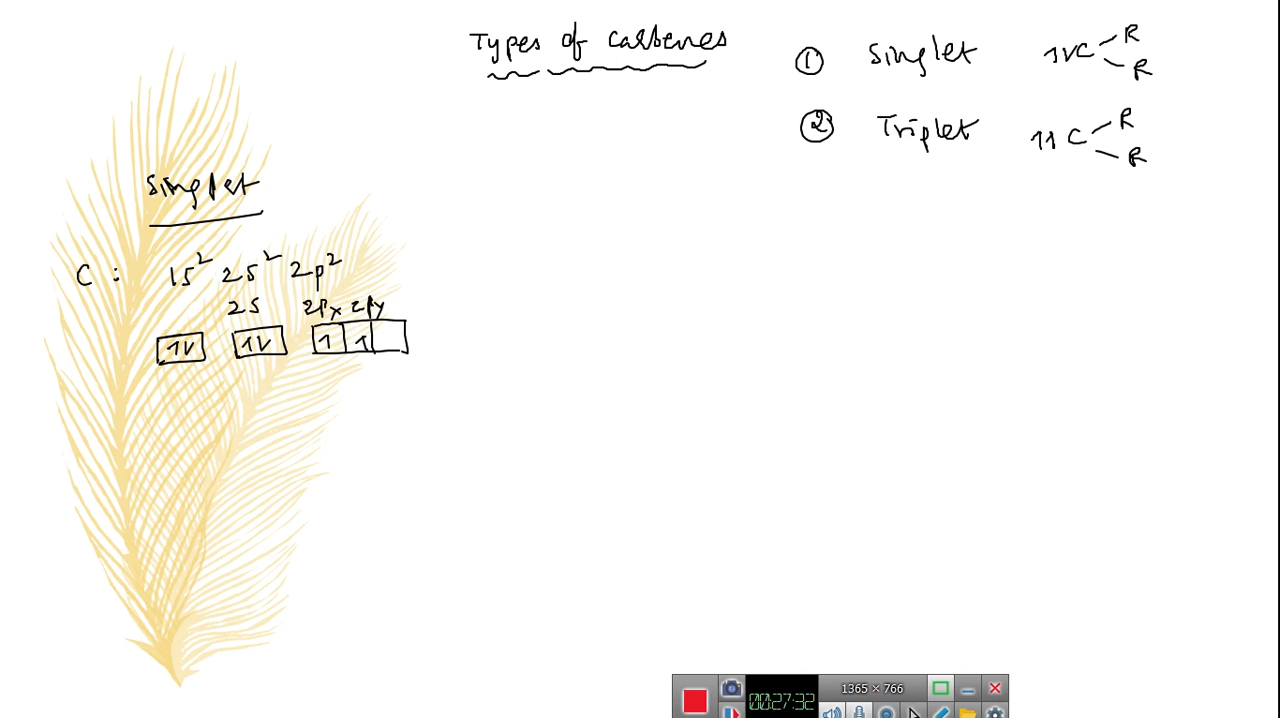 Types of Carbenes
① Singlet ↿⇂C R R
② Triplet ↿↿C R R
Singlet
C : 1s² 2s² 2p²
2s 2Px 2Py
↿⇂ ↿⇂ ↿ ↿
00:27:32 1365 × 766